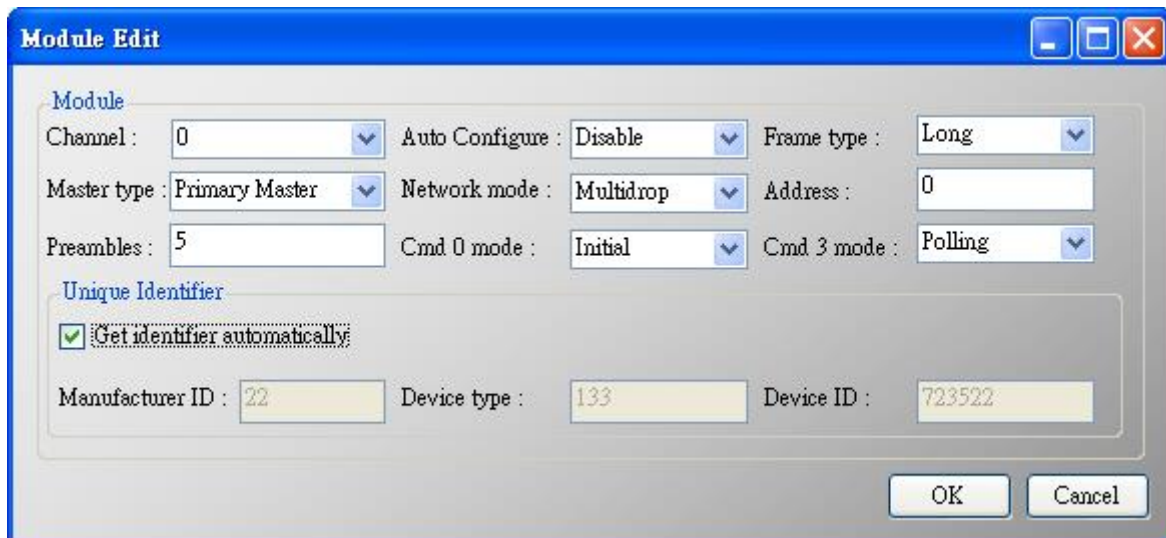 Module Edit
Module
Channel : 0 Auto Configure : Disable Frame type : Long
Master type : Primary Master Network mode : Multidrop Address : 0
Preambles : 5 Cmd 0 mode : Initial Cmd 3 mode : Polling
Unique Identifier
Get identifier automatically
Manufacturer ID : 22 Device type : 133 Device ID : 723522
OK Cancel